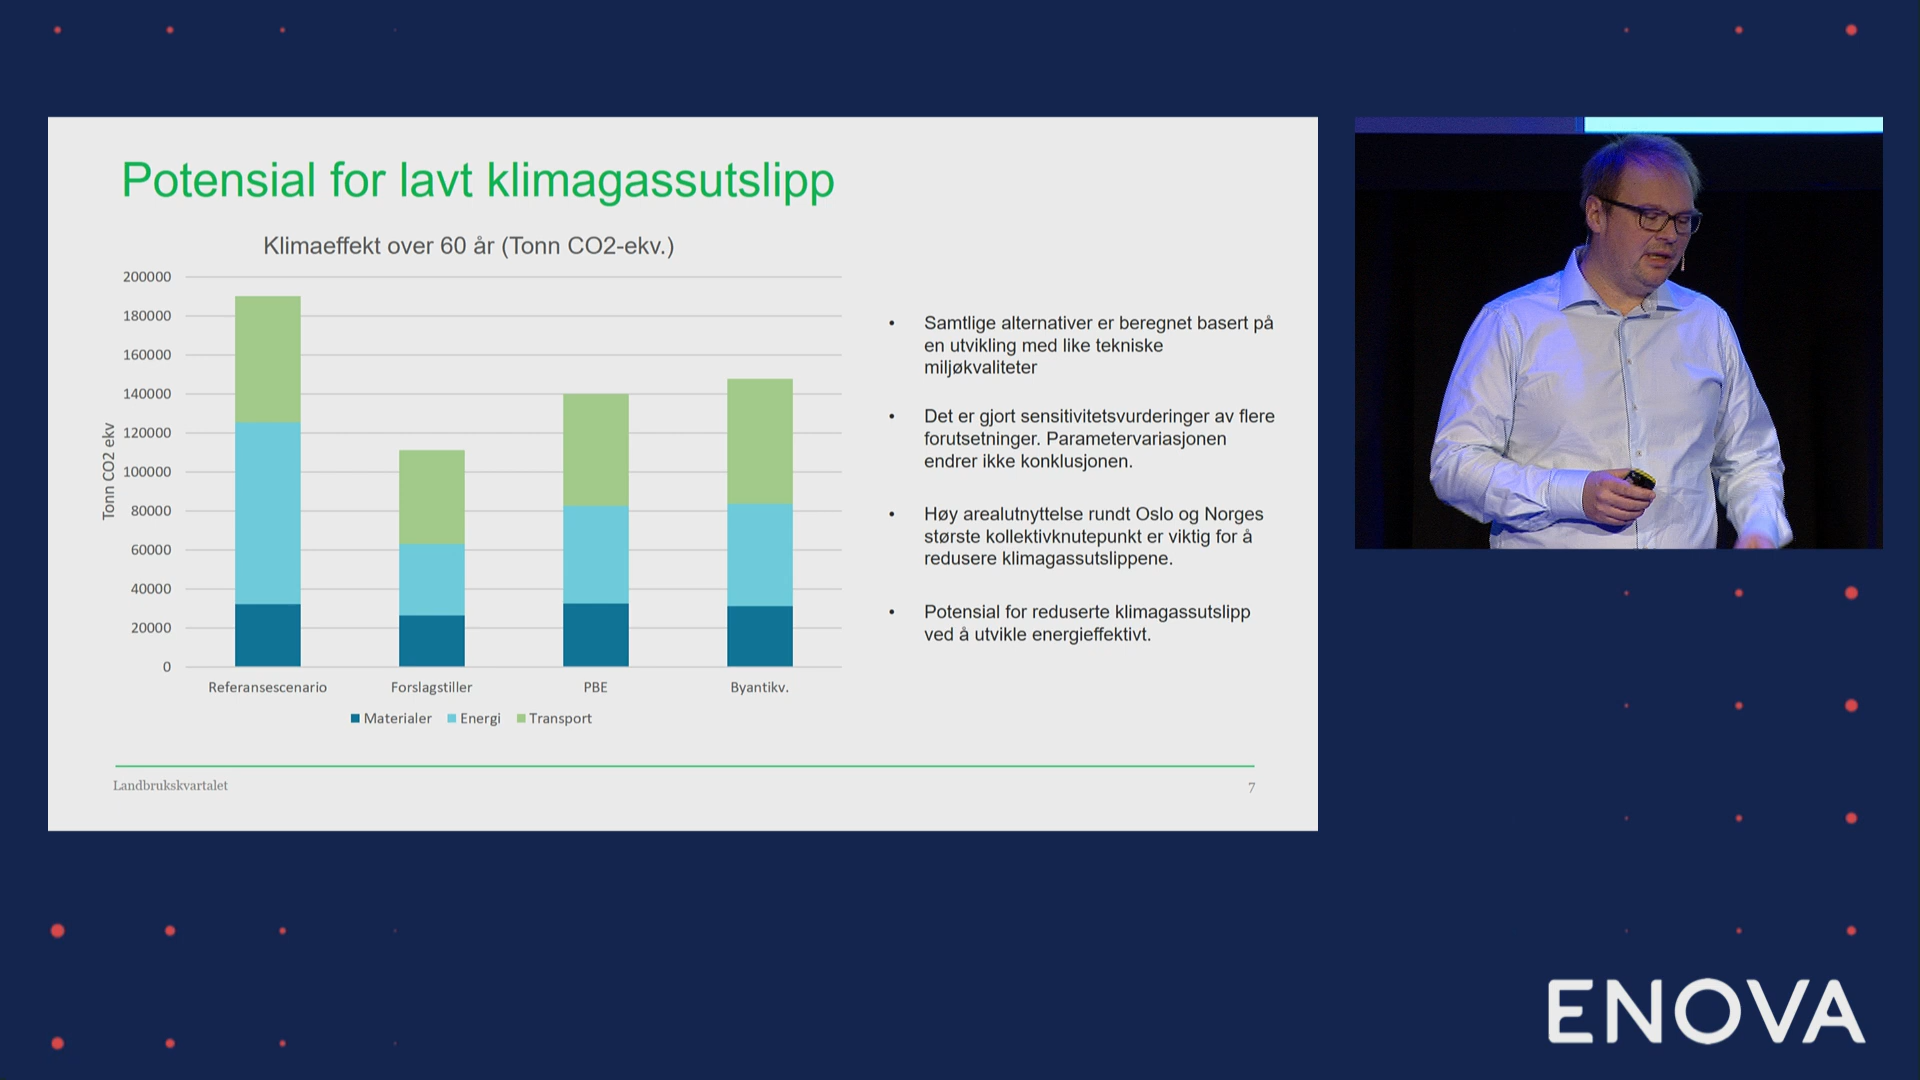 Potensial for lavt klimagassutslipp
Klimaeffekt over 60 år (Tonn CO2-ekv.)
200000
180000
160000
140000
120000
100000
80000
60000
40000
20000
0
Tonn CO2 ekv
Referansescenario
Forslagstiller
PBE
Byantikv.
Materialer
Energi
Transport
• Samtlige alternativer er beregnet basert på
en utvikling med like tekniske
miljøkvaliteter
• Det er gjort sensitivitetsvurderinger av flere
forutsetninger. Parametervariasjonen
endrer ikke konklusjonen.
• Høy arealutnyttelse rundt Oslo og Norges
største kollektivknutepunkt er viktig for å
redusere klimagassutslippene.
• Potensial for reduserte klimagassutslipp
ved å utvikle energieffektivt.
Landbrukskvartalet
7
ENOVA